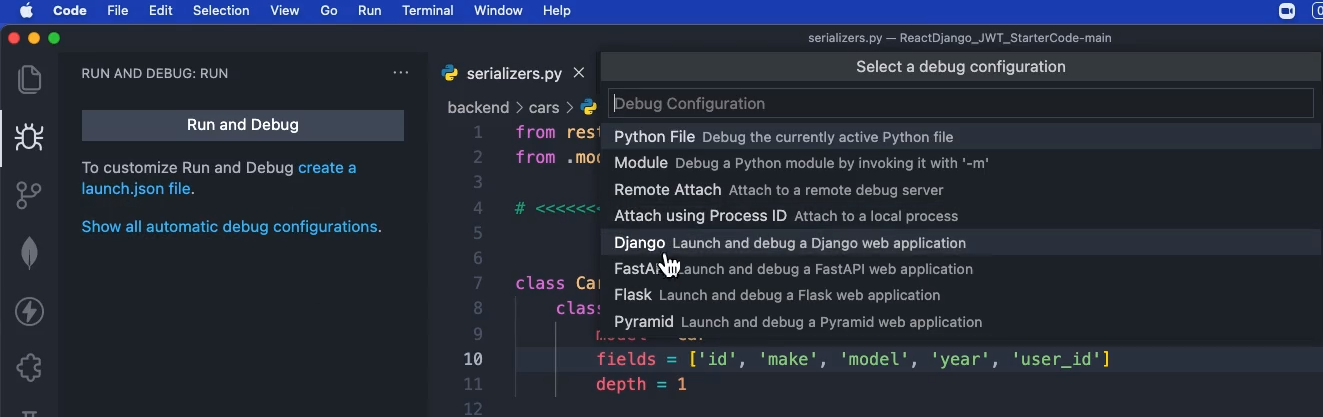 Code File Edit Selection View Go Run Terminal Window Help
serializers.py — ReactDjango_JWT_StarterCode-main
RUN AND DEBUG: RUN
Run and Debug
To customize Run and Debug create a
launch.json file.
Show all automatic debug configurations.
serializers.py
backend > cars >
1 from rest
2 from .mo
3
4 # <<<<<<<
5
6
7 class Ca
8 clas
9
10 fields = ['id', 'make', 'model', 'year', 'user_id']
11 depth = 1
12
Select a debug configuration
Debug Configuration
Python File Debug the currently active Python file
Module Debug a Python module by invoking it with '-m'
Remote Attach Attach to a remote debug server
Attach using Process ID Attach to a local process
Django Launch and debug a Django web application
FastAPI Launch and debug a FastAPI web application
Flask Launch and debug a Flask web application
Pyramid Launch and debug a Pyramid web application